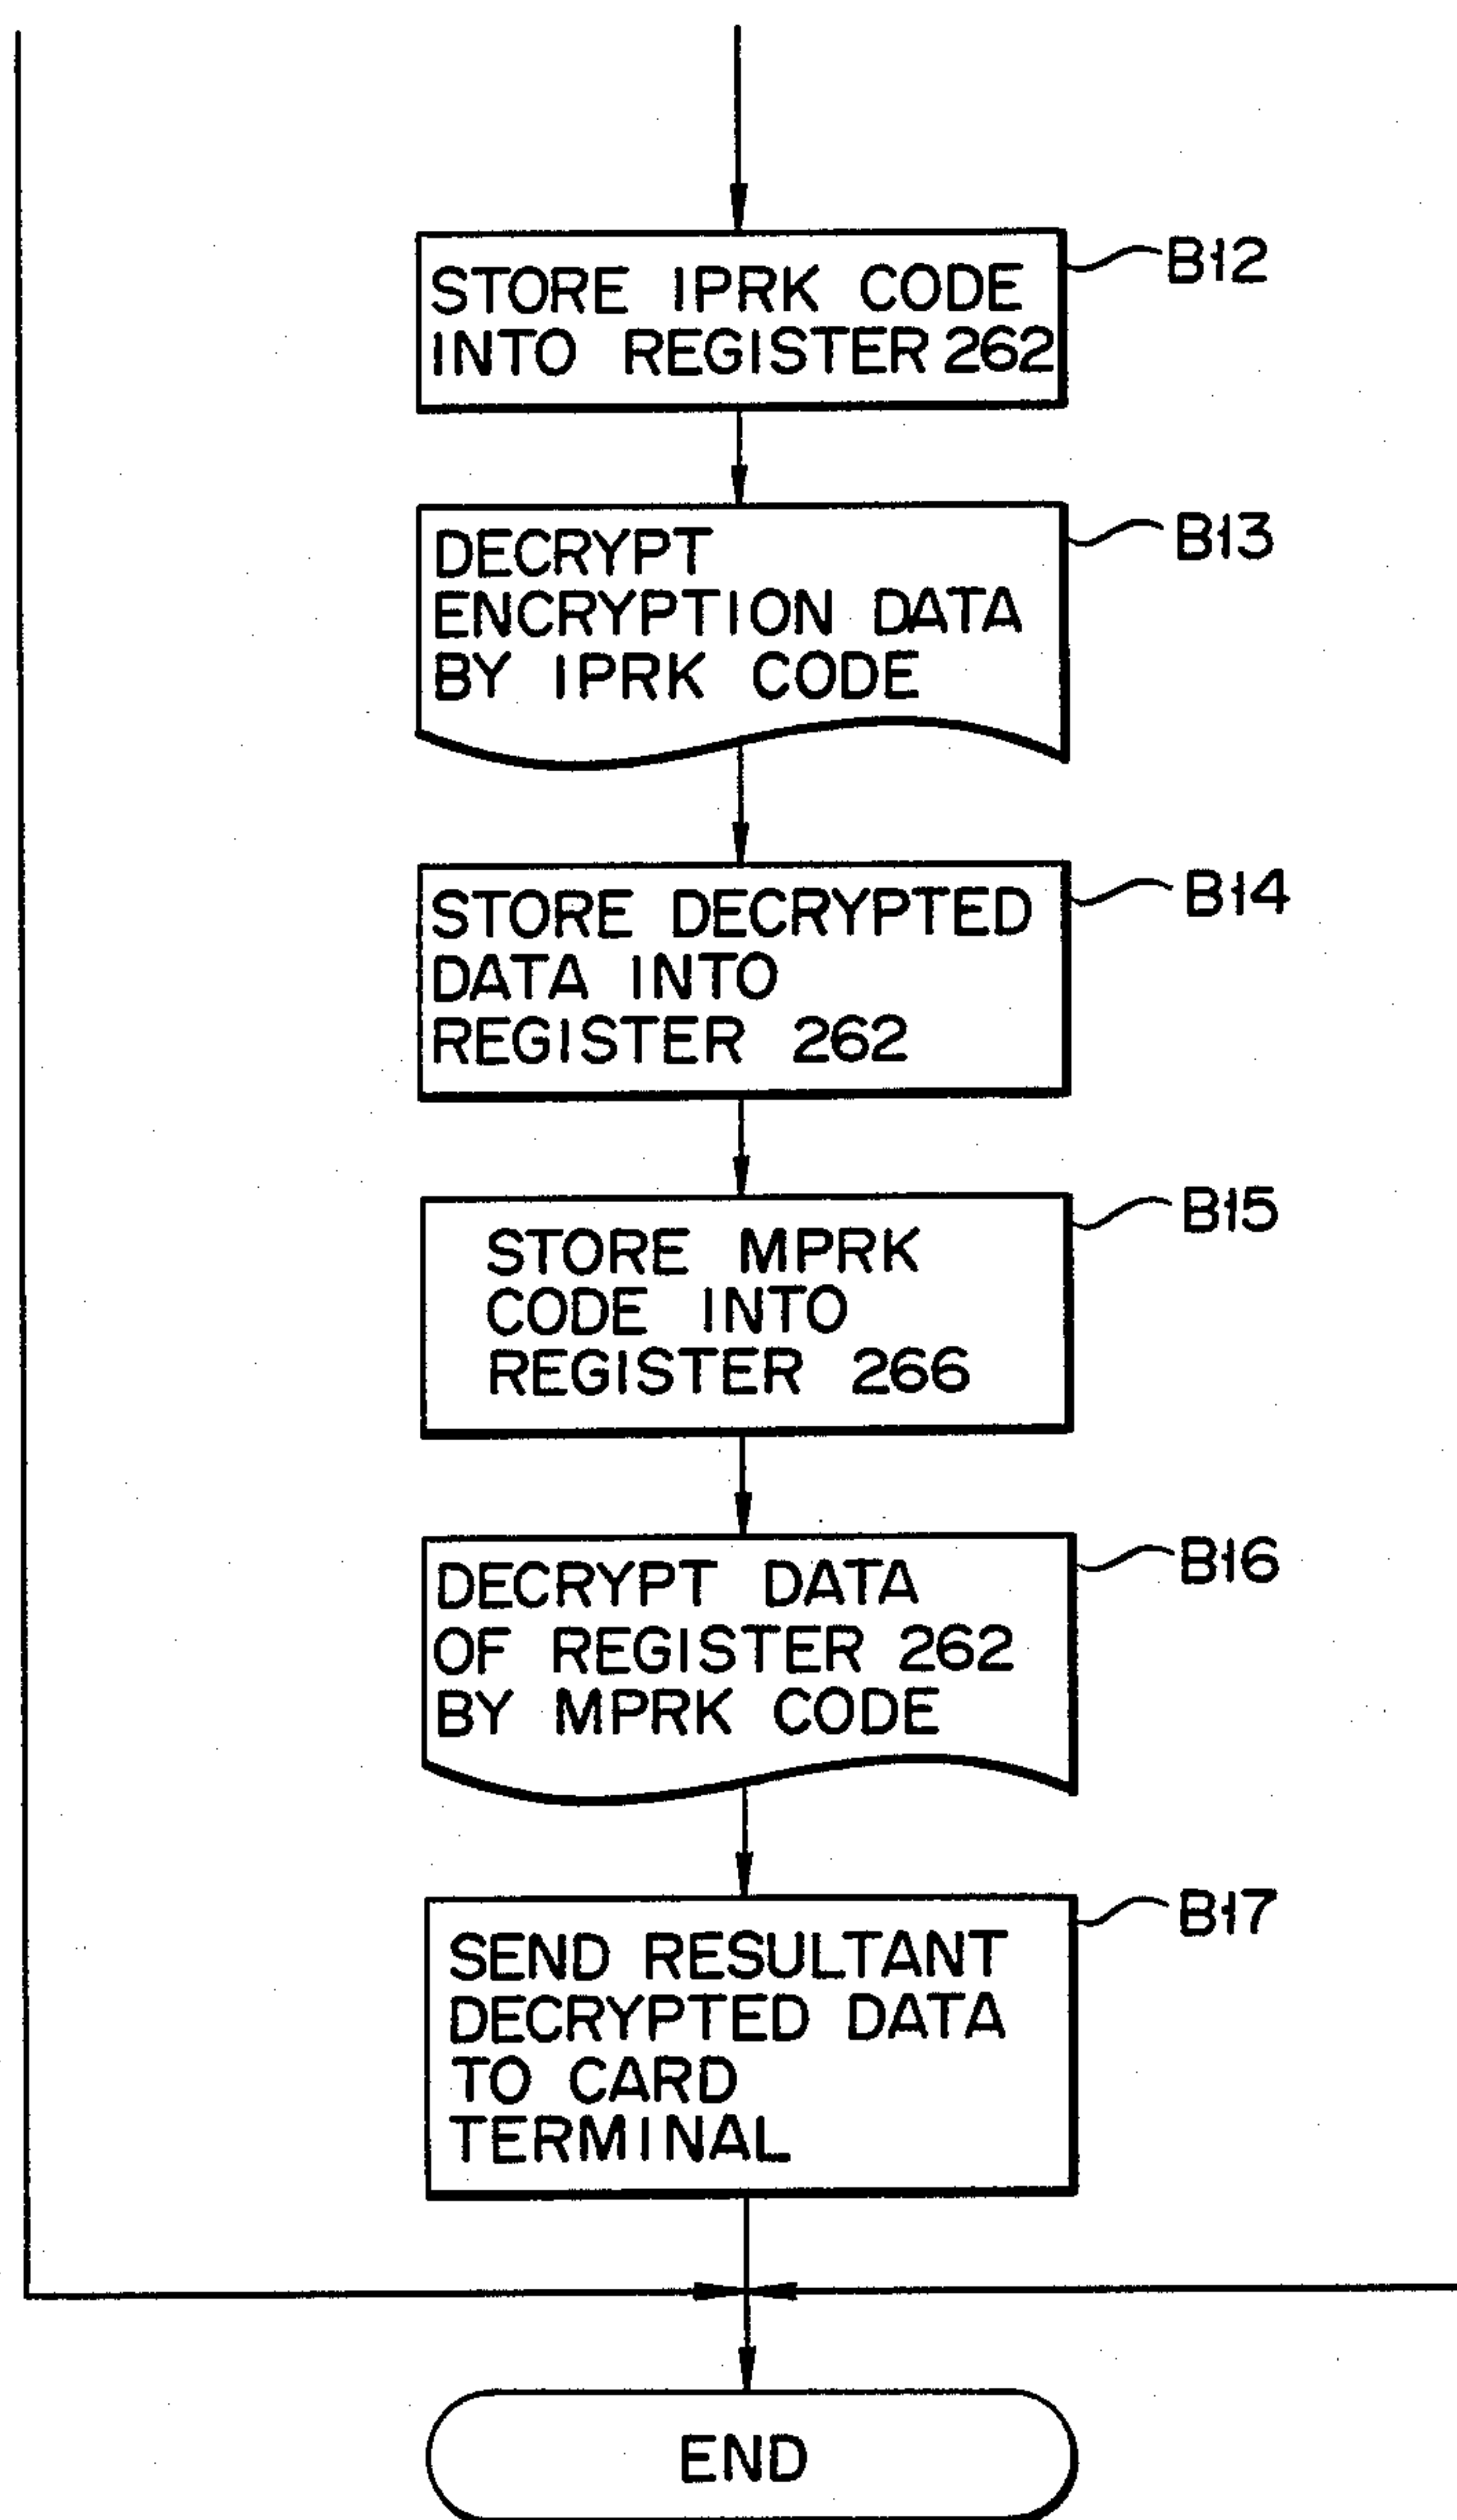 B12
STORE IPRK CODE
INTO REGISTER 262
B13
DECRYPT
ENCRYPTION DATA
BY IPRK CODE
B14
STORE DECRYPTED
DATA INTO
REGISTER 262
B15
STORE MPRK
CODE INTO
REGISTER 266
B16
DECRYPT DATA
OF REGISTER 262
BY MPRK CODE
B17
SEND RESULTANT
DECRYPTED DATA
TO CARD
TERMINAL
END